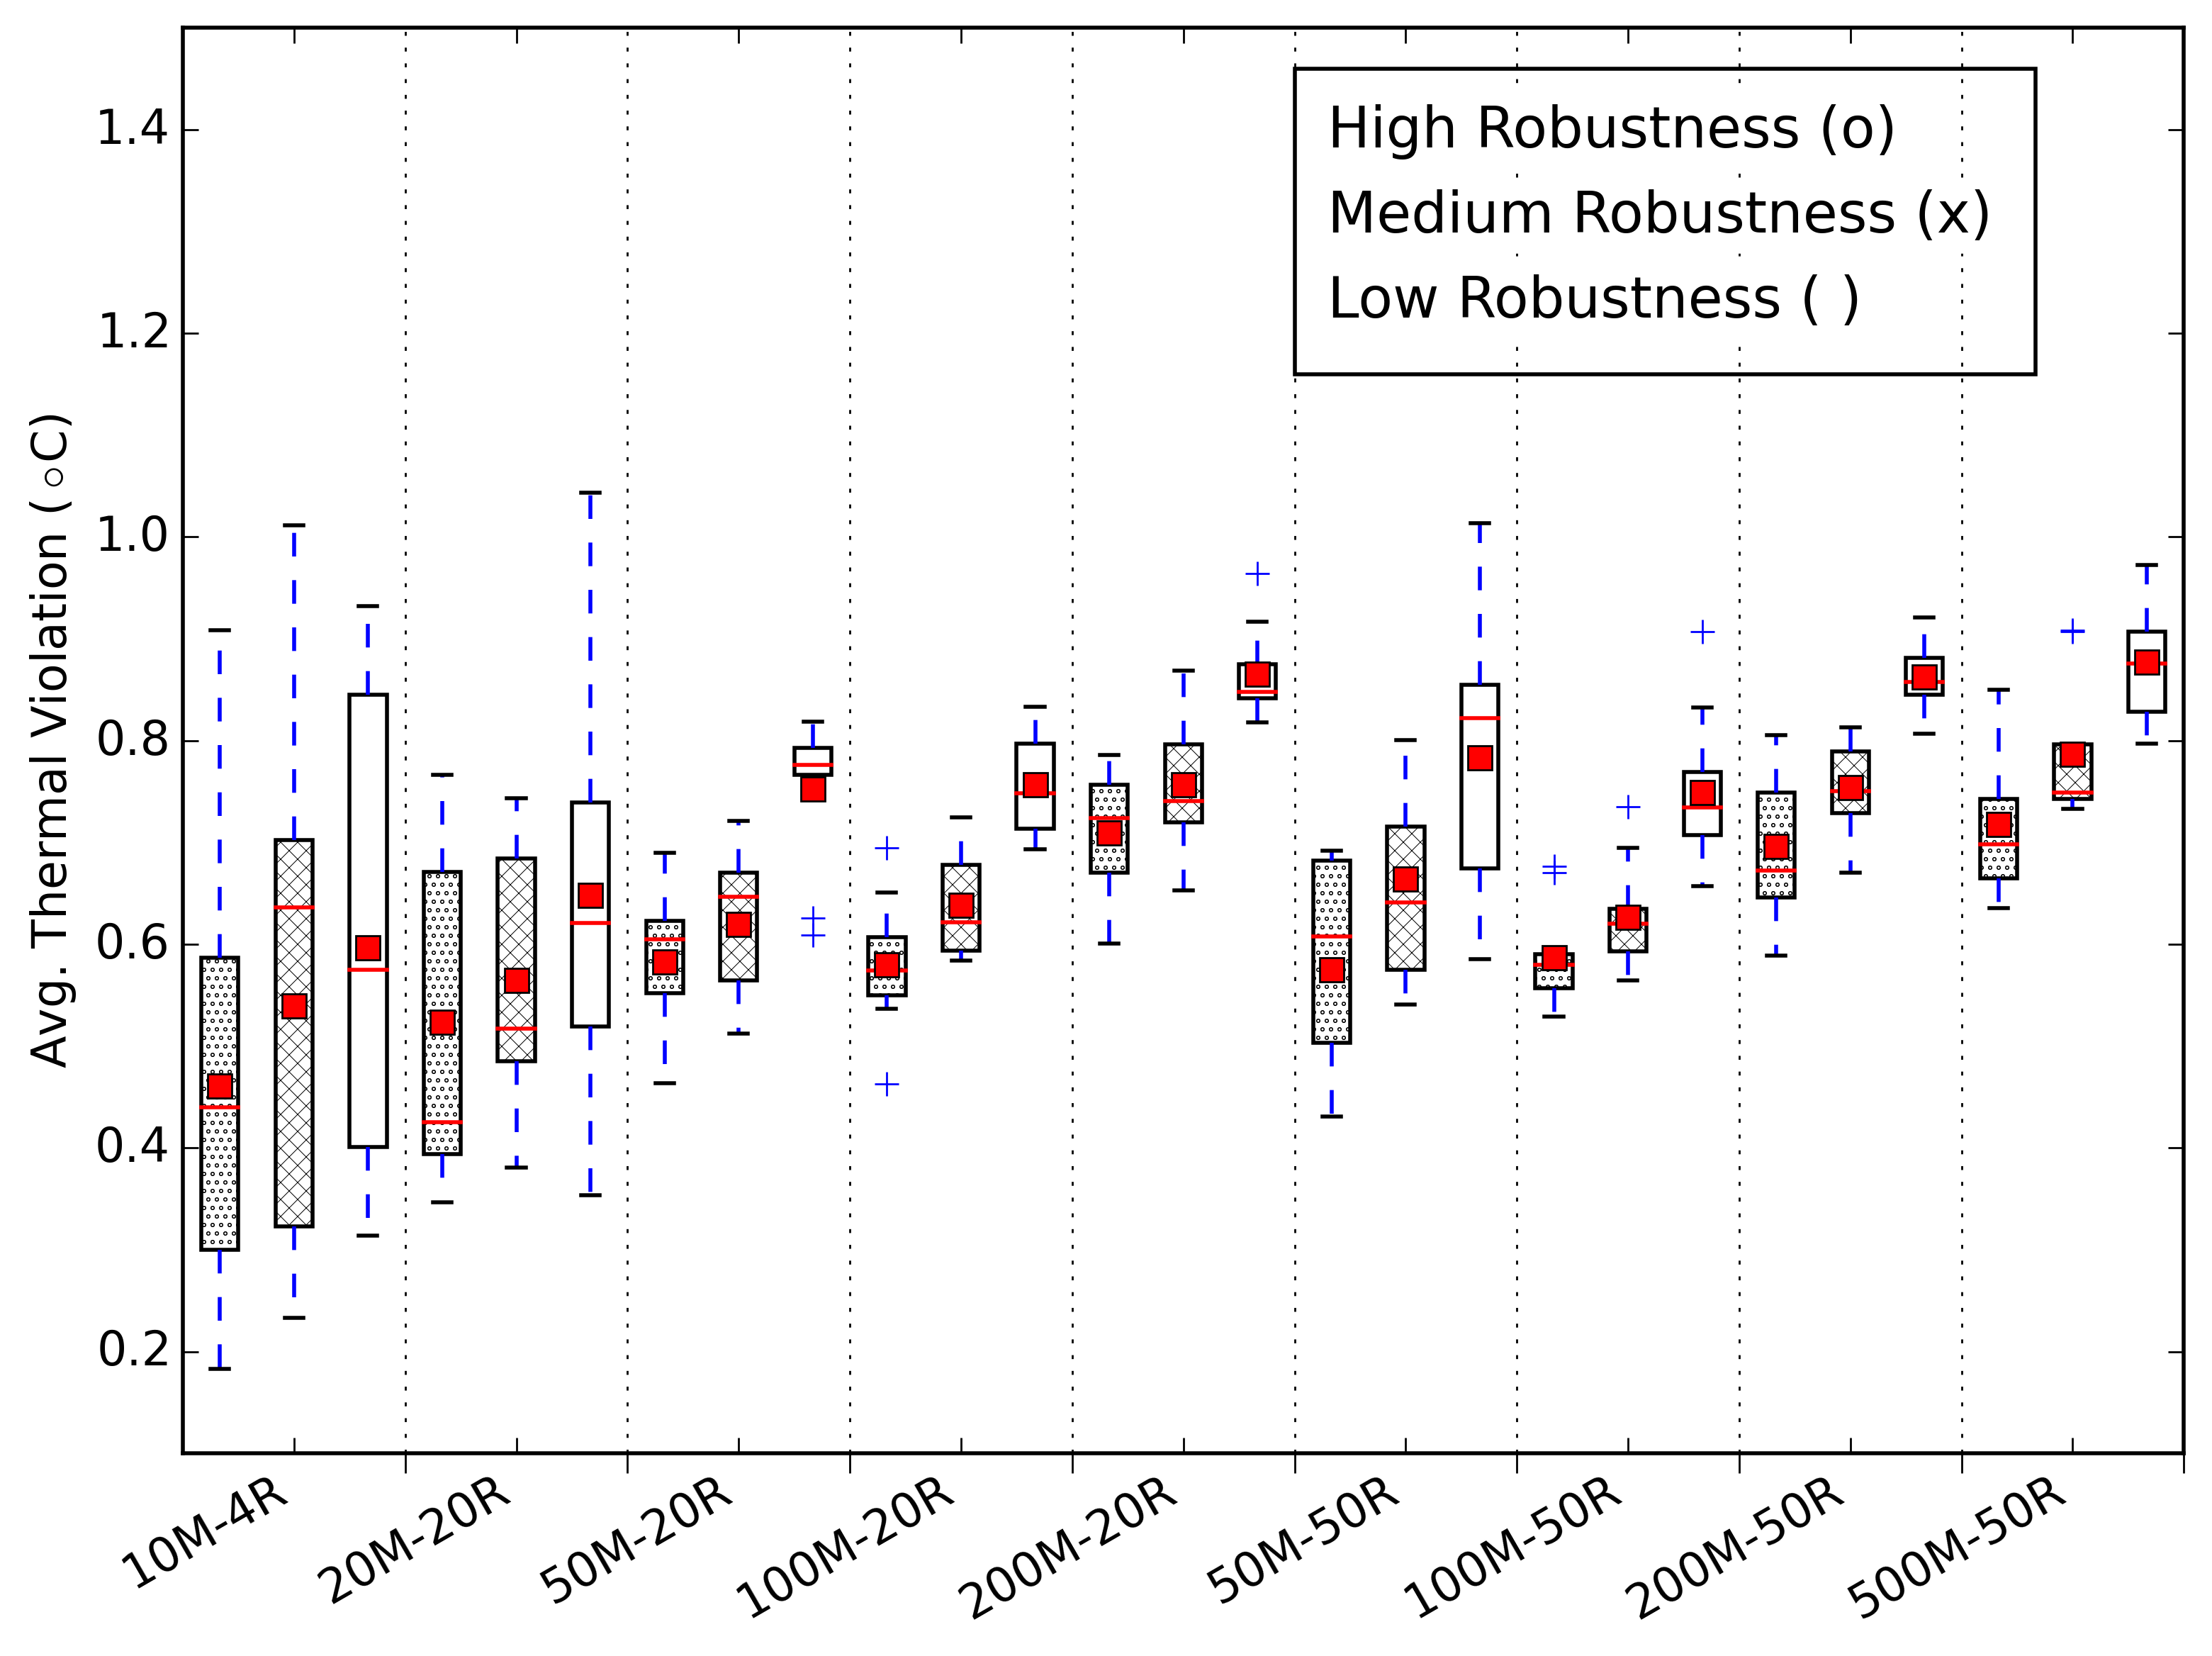 1.4
1.2
1.0
0.8
0.6
0.4
0.2
Avg. Thermal Violation (∘C)
High Robustness (o)
Medium Robustness (x)
Low Robustness ( )
10M-4R
20M-20R
50M-20R
100M-20R
200M-20R
50M-50R
100M-50R
200M-50R
500M-50R